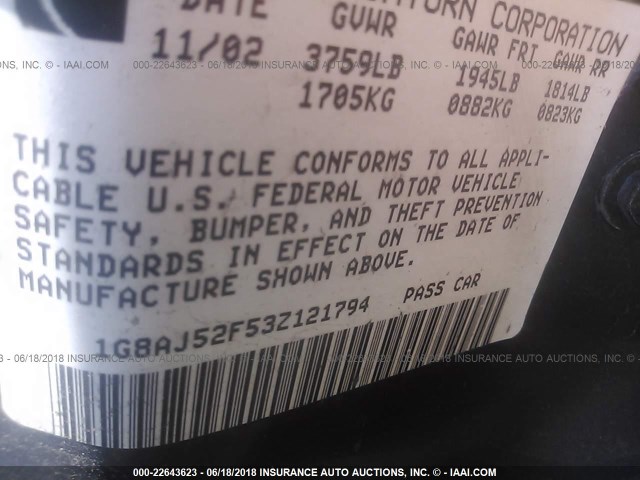 DATE GVWR SATURN CORPORATION
11/02 3759LB GAWR FRT GAWR RR
1705KG 1945LB 1814LB
0882KG 0823KG
THIS VEHICLE CONFORMS TO ALL APPLI-
CABLE U.S. FEDERAL MOTOR VEHICLE
SAFETY, BUMPER, AND THEFT PREVENTION
STANDARDS IN EFFECT ON THE DATE OF
MANUFACTURE SHOWN ABOVE.
1G8AJ52F53Z121794 PASS CAR
000-22643623 - 06/18/2018 INSURANCE AUTO AUCTIONS, INC. - © IAAI.COM